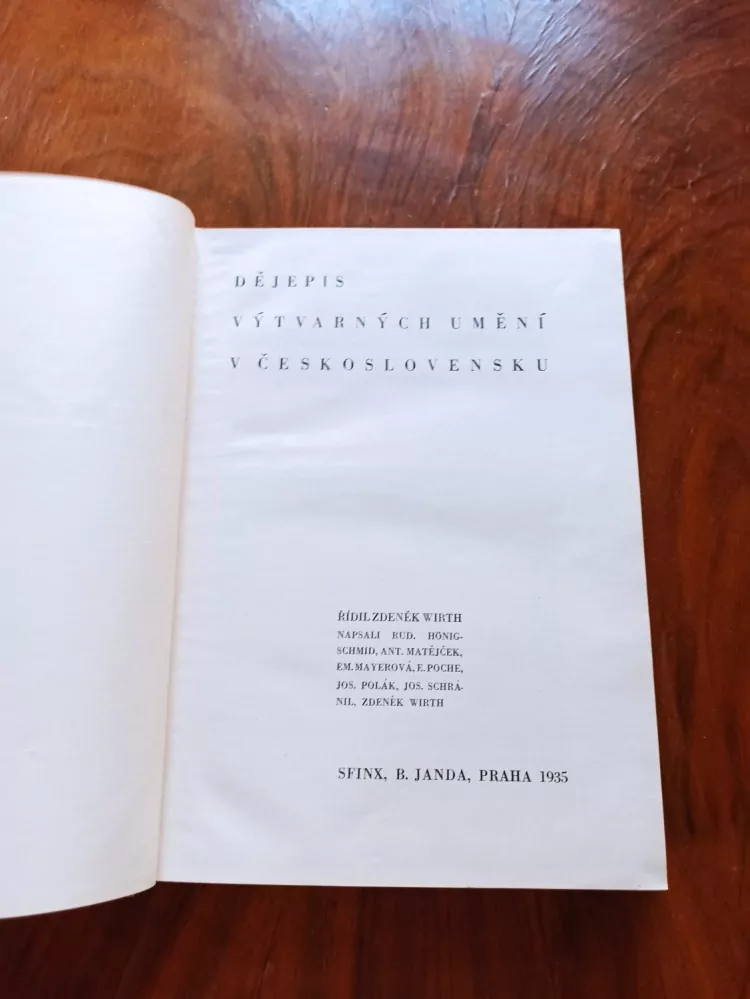 DĚJEPIS
VÝTVARNÝCH UMĚNÍ
V ČESKOSLOVENSKU
ŘÍDIL ZDENĚK WIRTH
NAPSALI RUD. HÖNIG-
SCHMID, ANT. MATĚJČEK,
EM. MAYEROVÁ, E. POCHE,
JOS. POLÁK, JOS. SCHRÁ-
NIL, ZDENĚK WIRTH
SFINX, B. JANDA, PRAHA 1935